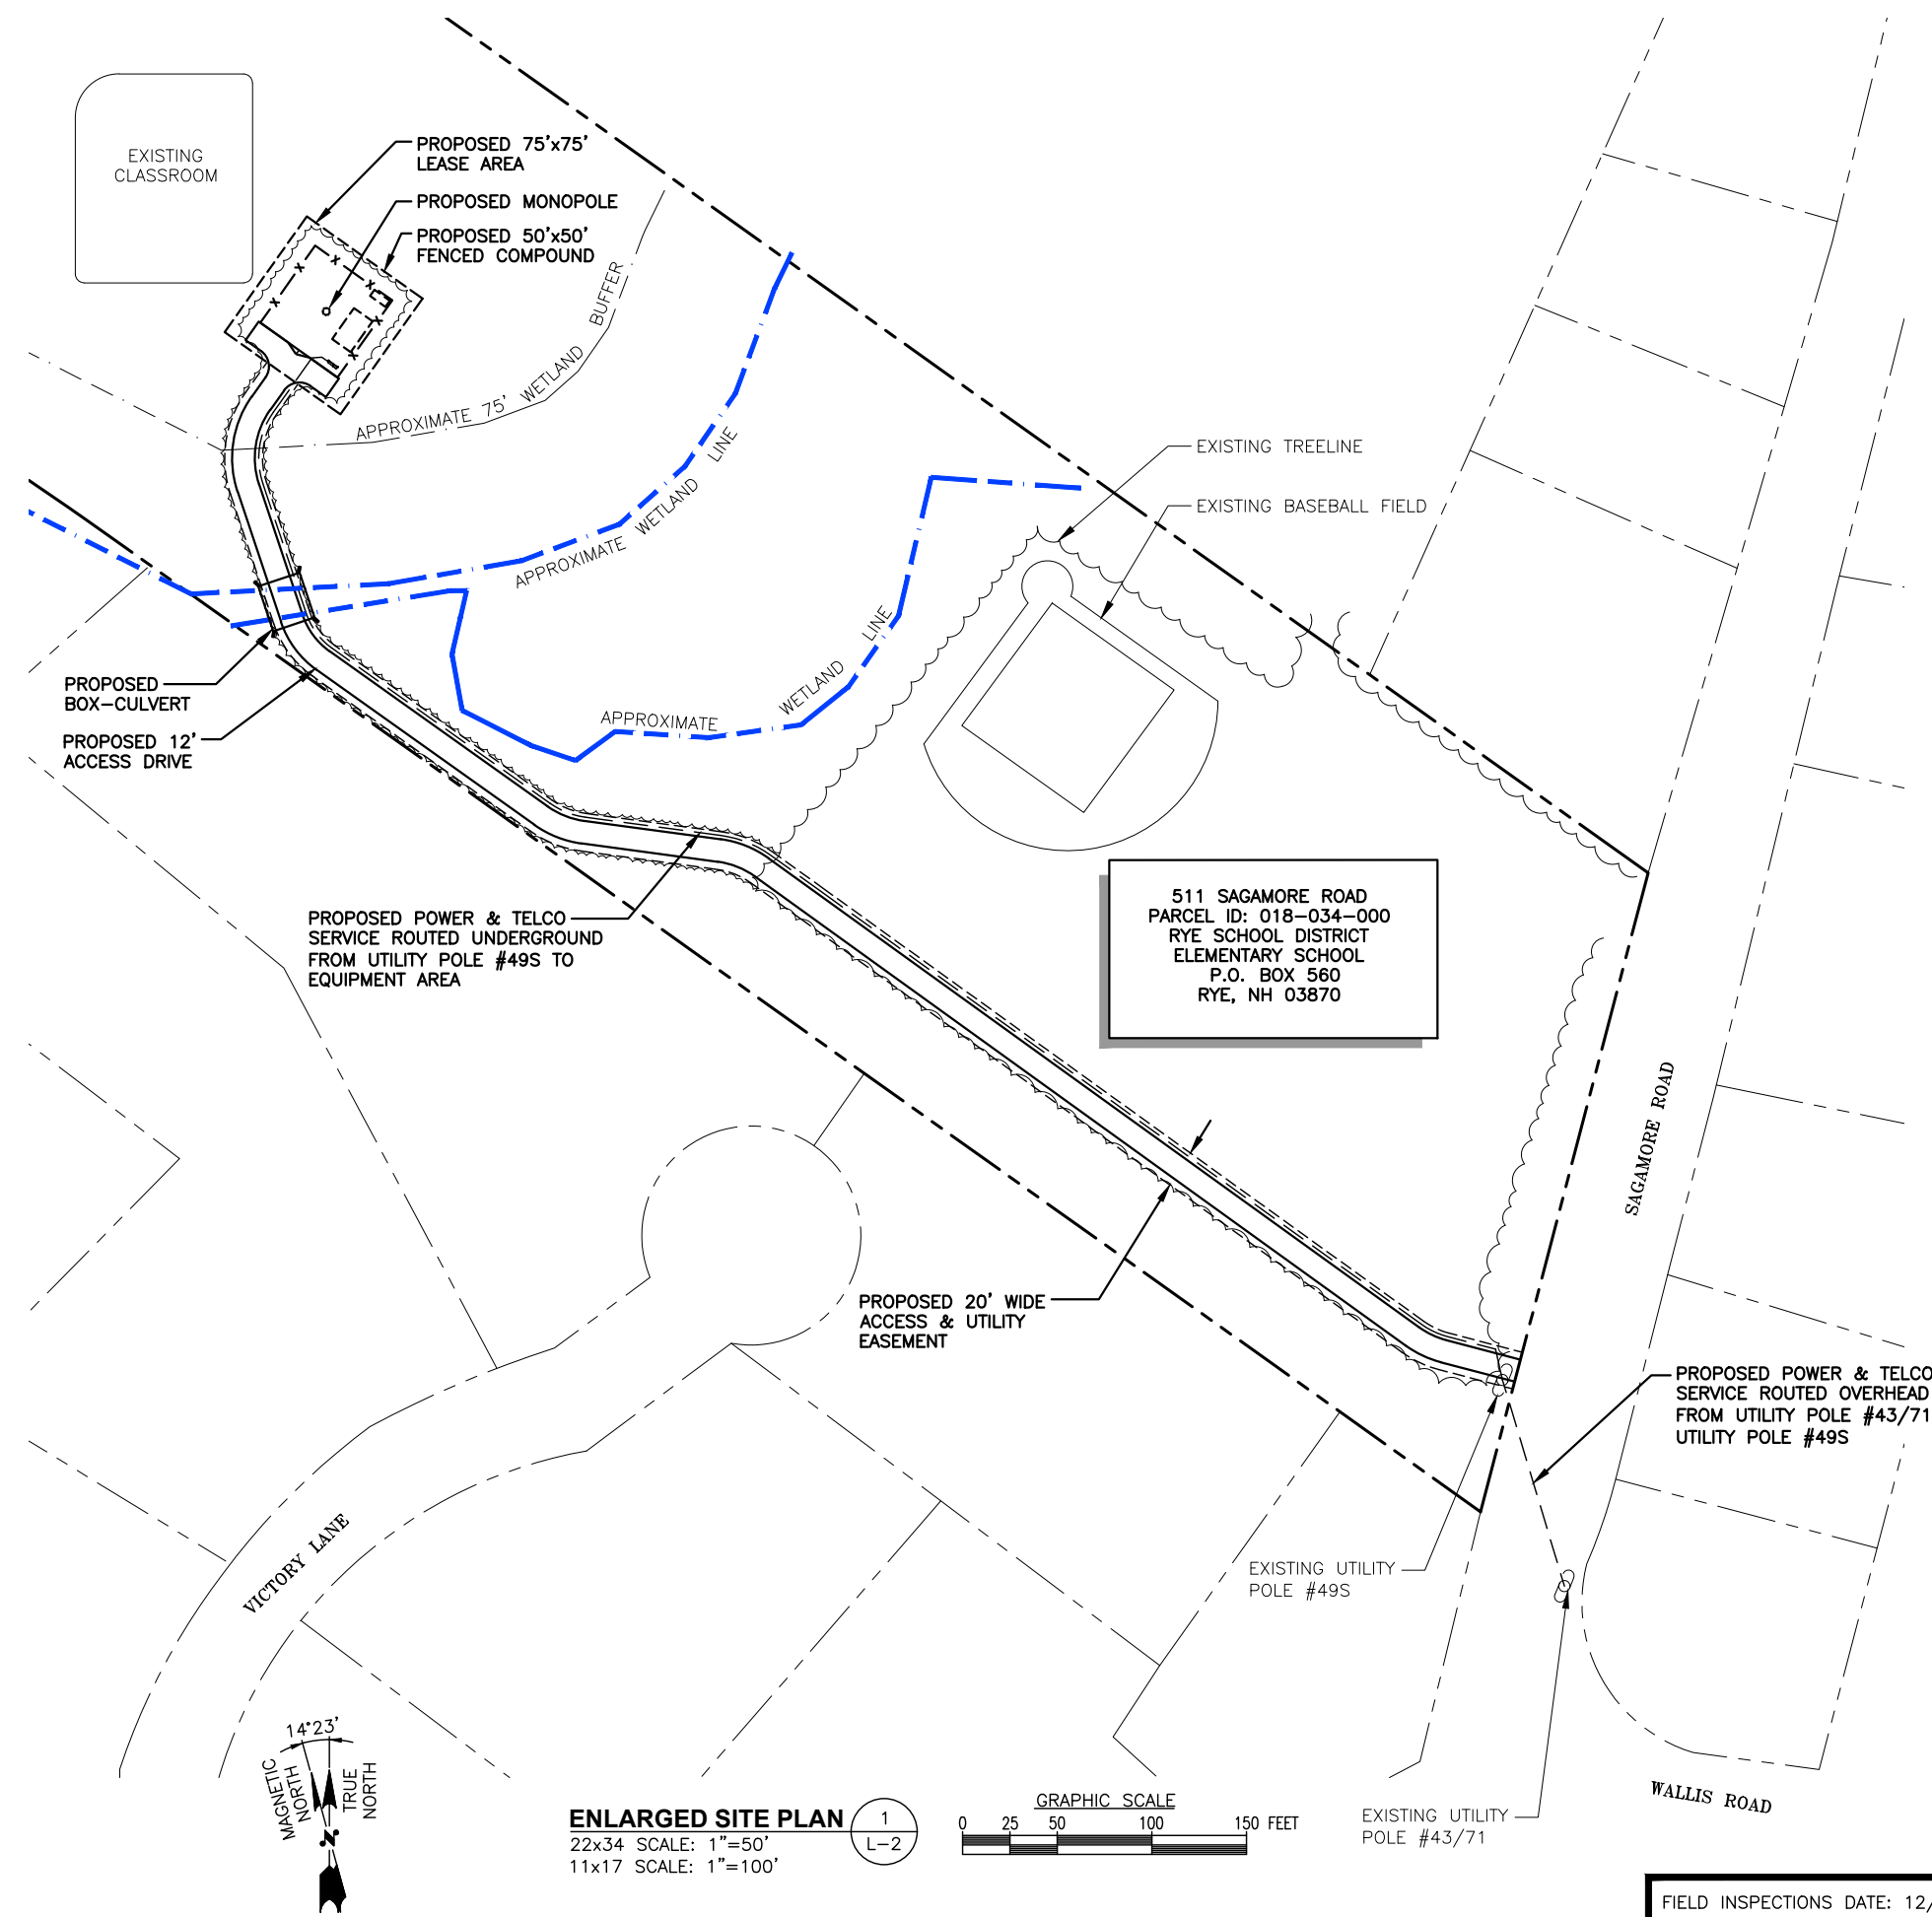 EXISTING
CLASSROOM
PROPOSED 75'x75'
LEASE AREA
PROPOSED MONOPOLE
PROPOSED 50'x50'
FENCED COMPOUND
APPROXIMATE 75' WETLAND BUFFER
APPROXIMATE WETLAND LINE
EXISTING TREELINE
EXISTING BASEBALL FIELD
APPROXIMATE WETLAND LINE
PROPOSED
BOX-CULVERT
PROPOSED 12'
ACCESS DRIVE
PROPOSED POWER & TELCO
SERVICE ROUTED UNDERGROUND
FROM UTILITY POLE #49S TO
EQUIPMENT AREA
511 SAGAMORE ROAD
PARCEL ID: 018-034-000
RYE SCHOOL DISTRICT
ELEMENTARY SCHOOL
P.O. BOX 560
RYE, NH 03870
SAGAMORE ROAD
PROPOSED 20' WIDE
ACCESS & UTILITY
EASEMENT
PROPOSED POWER & TELCO
SERVICE ROUTED OVERHEAD
FROM UTILITY POLE #43/71
UTILITY POLE #49S
EXISTING UTILITY
POLE #49S
VICTORY LANE
WALLIS ROAD
EXISTING UTILITY
POLE #43/71
14°23'
MAGNETIC
NORTH
TRUE
NORTH
N
ENLARGED SITE PLAN
1
L-2
22x34 SCALE: 1"=50'
11x17 SCALE: 1"=100'
GRAPHIC SCALE
0 25 50 100 150 FEET
FIELD INSPECTIONS DATE: 12/